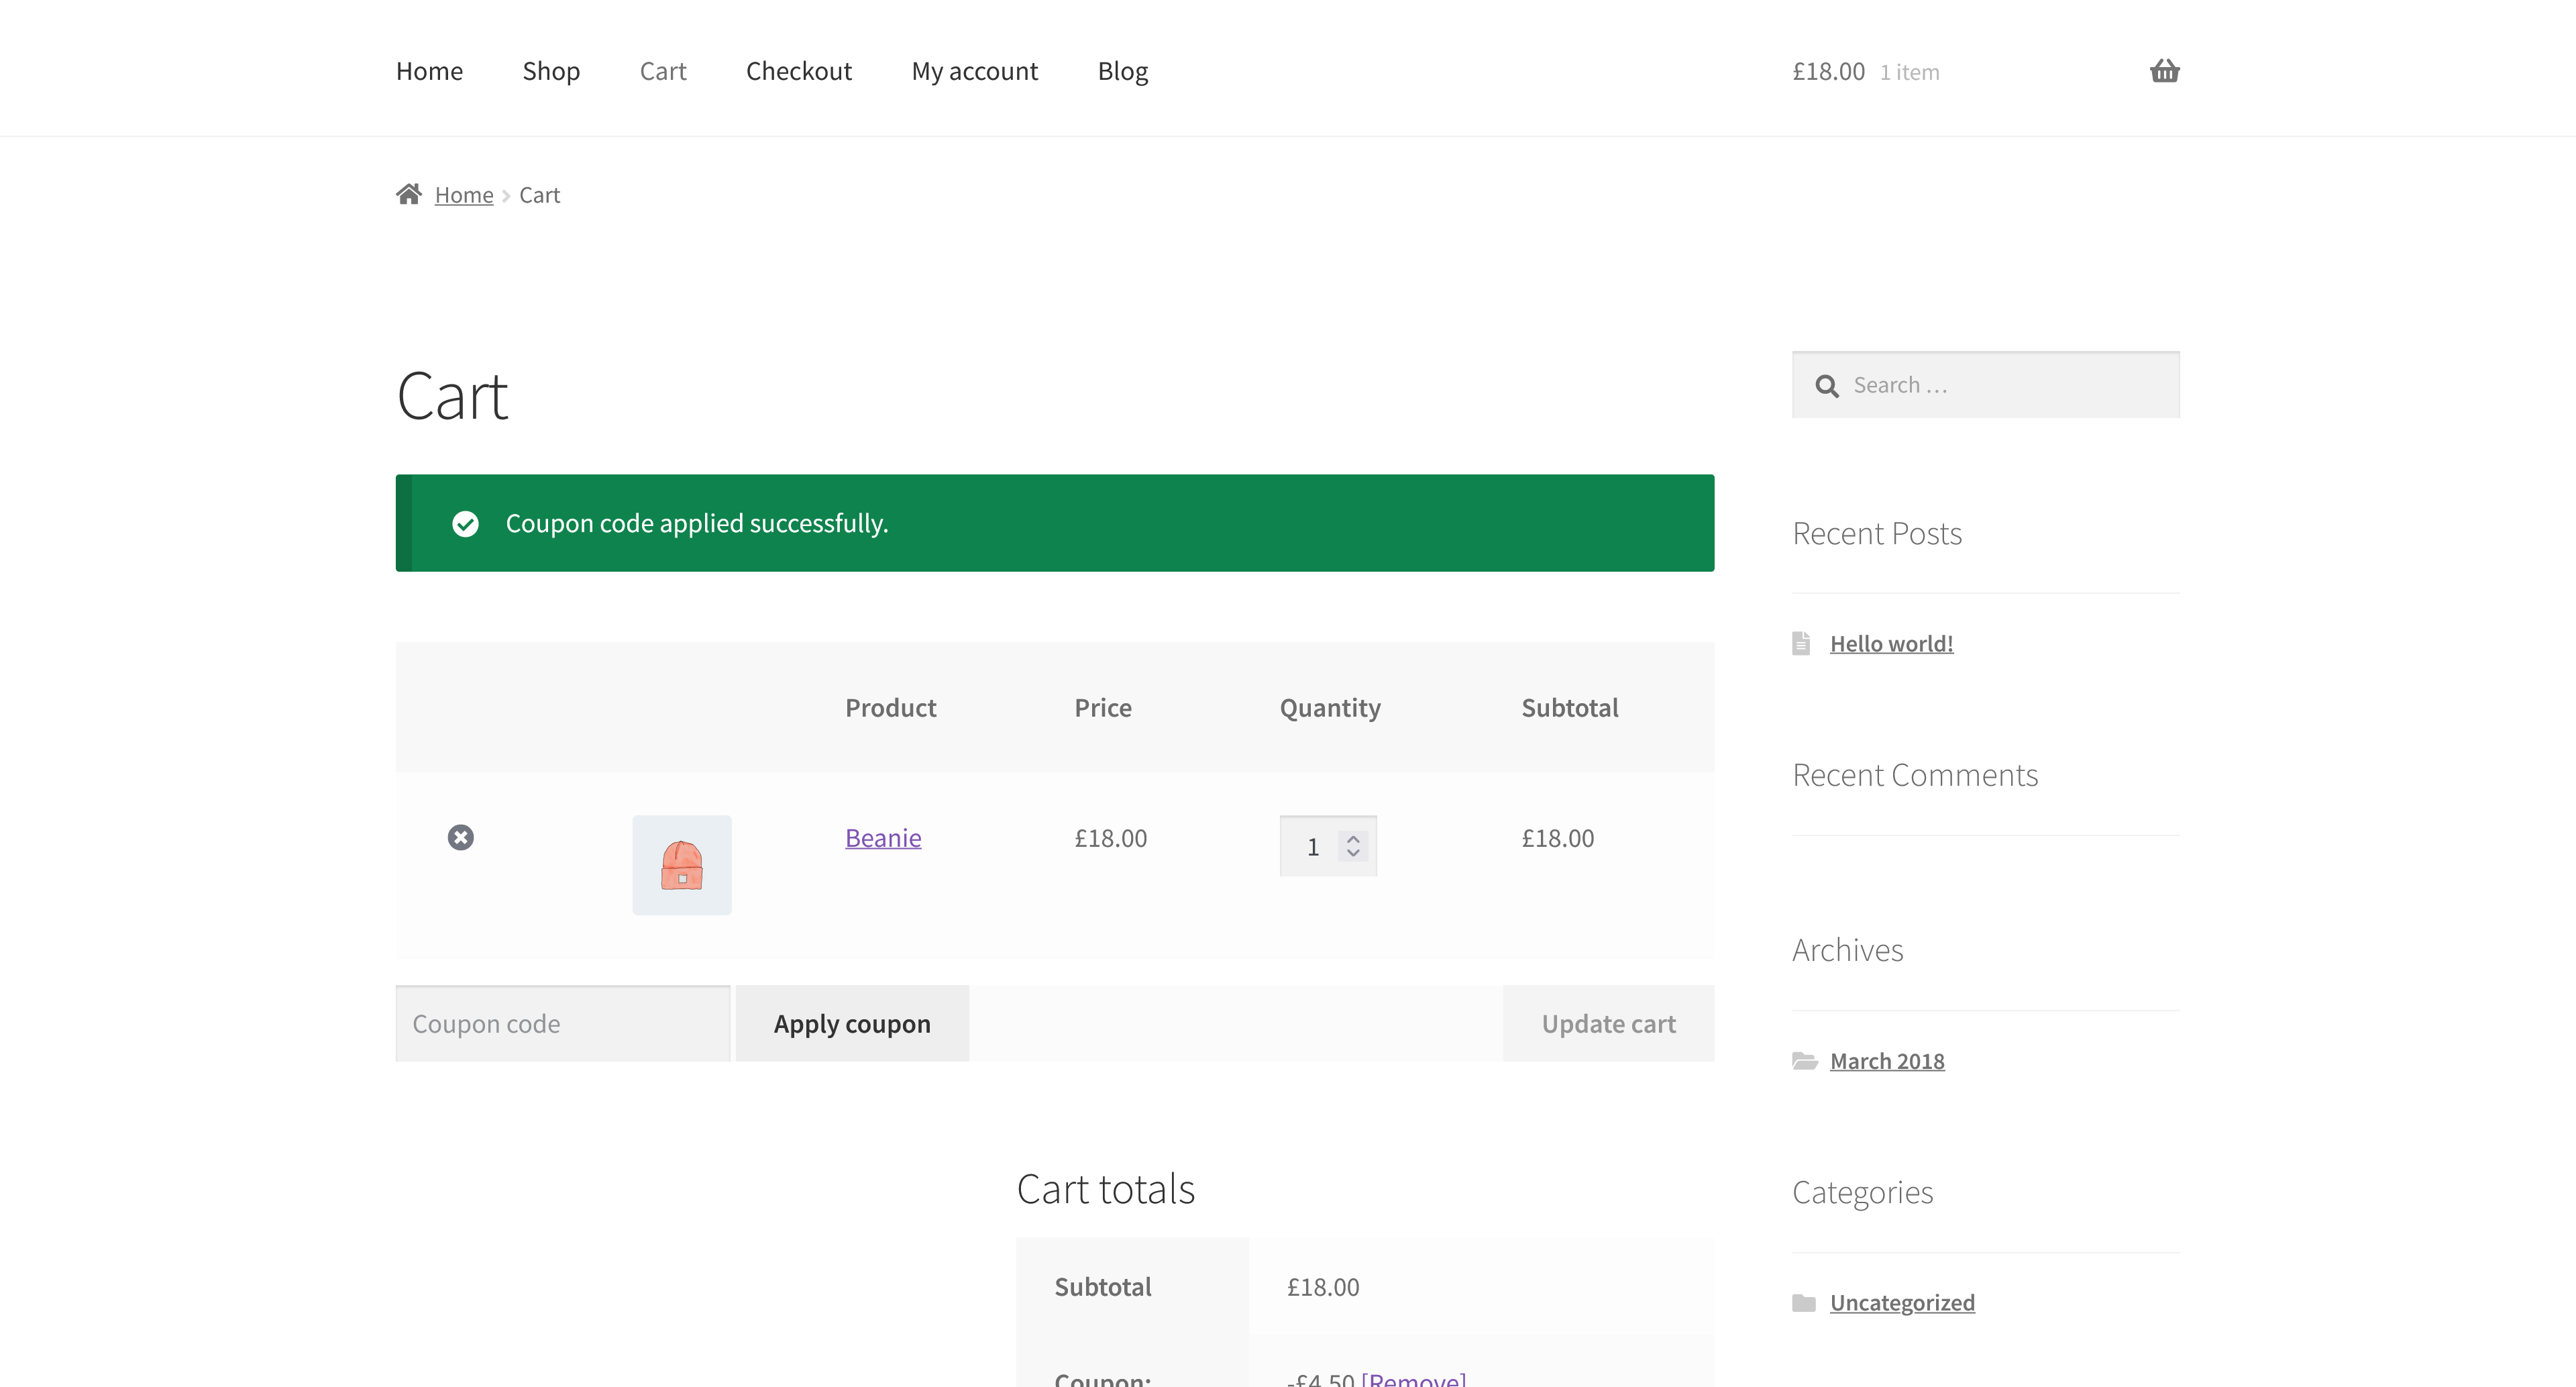 Home Shop Cart Checkout My account Blog £18.00 1 item
Home Cart
Cart
Search …
Coupon code applied successfully.
Recent Posts
Hello world!
Product Price Quantity Subtotal
Recent Comments
Beanie £18.00 1 £18.00
Archives
Coupon code Apply coupon Update cart
March 2018
Cart totals
Categories
Subtotal £18.00
Uncategorized
Coupon: -£4.50 [Remove]